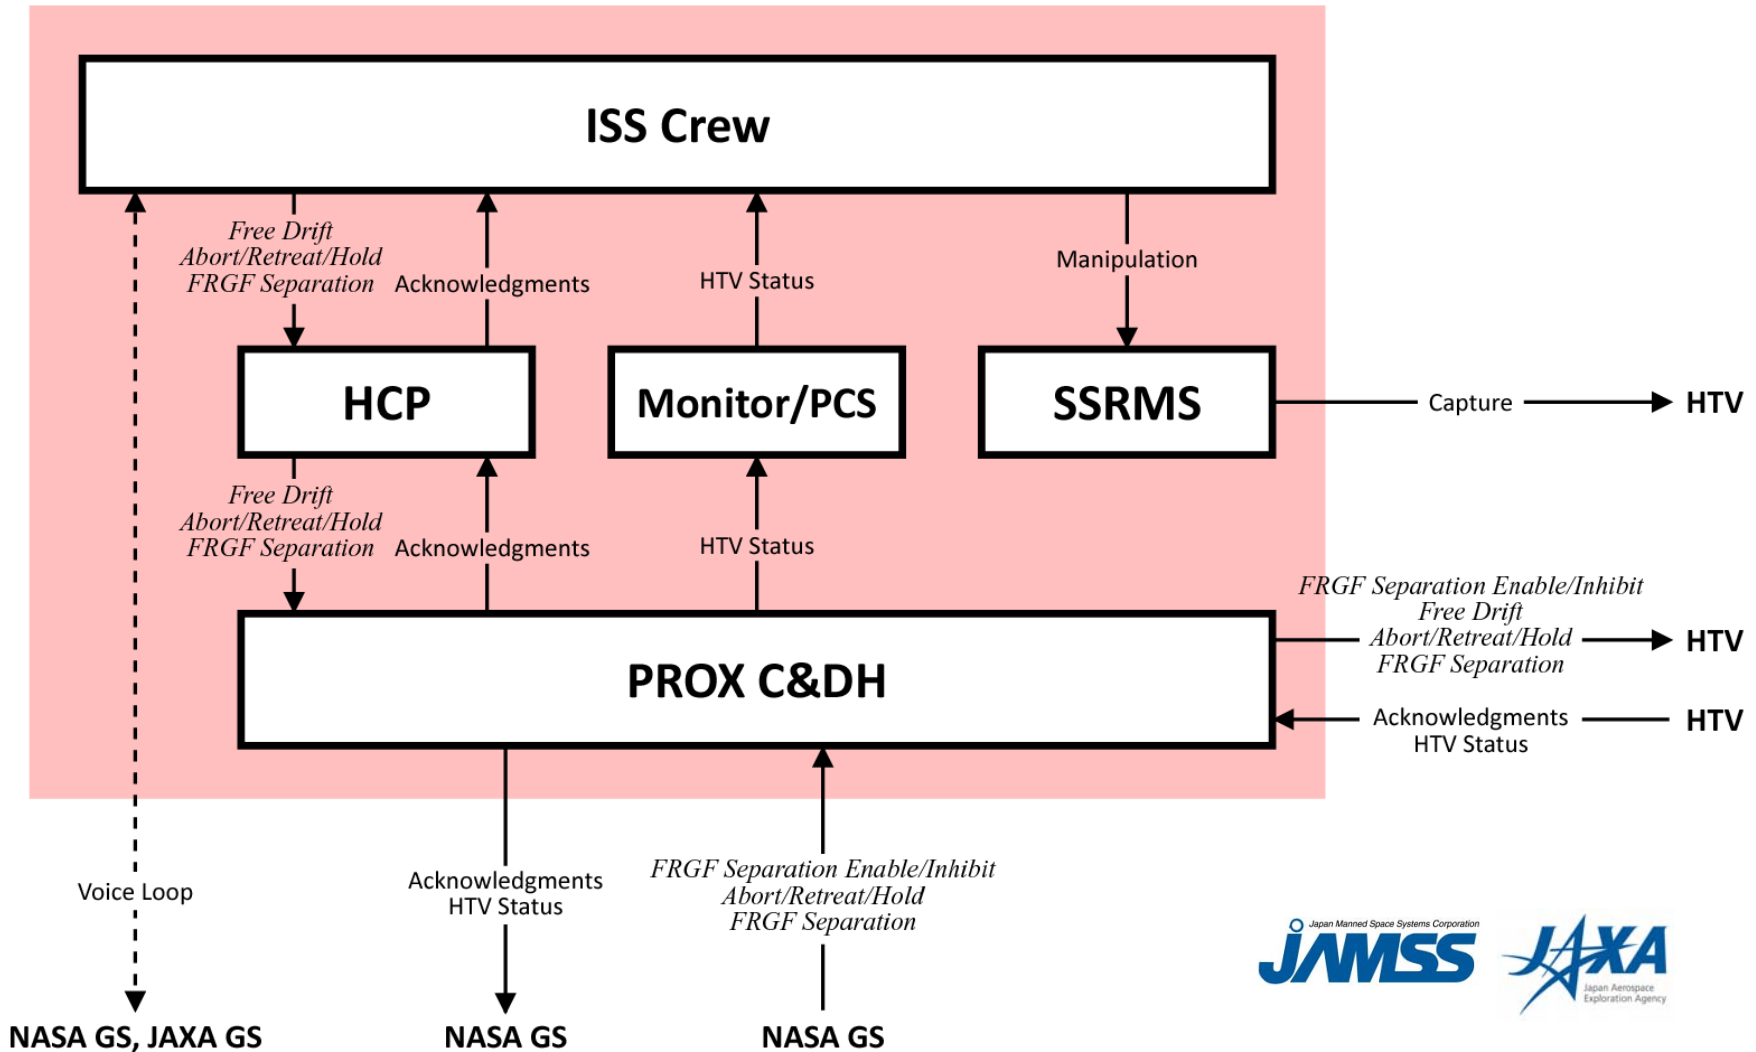 ISS Crew
Free Drift
Abort/Retreat/Hold
FRGF Separation
Acknowledgments
HTV Status
Manipulation
HCP
Monitor/PCS
SSRMS
Capture
HTV
Free Drift
Abort/Retreat/Hold
FRGF Separation
Acknowledgments
HTV Status
FRGF Separation Enable/Inhibit
Free Drift
Abort/Retreat/Hold
FRGF Separation
HTV
PROX C&DH
Acknowledgments
HTV Status
HTV
Voice Loop
Acknowledgments
HTV Status
FRGF Separation Enable/Inhibit
Abort/Retreat/Hold
FRGF Separation
NASA GS, JAXA GS
NASA GS
NASA GS
Japan Manned Space Systems Corporation
JAMSS
JAXA
Japan Aerospace
Exploration Agency